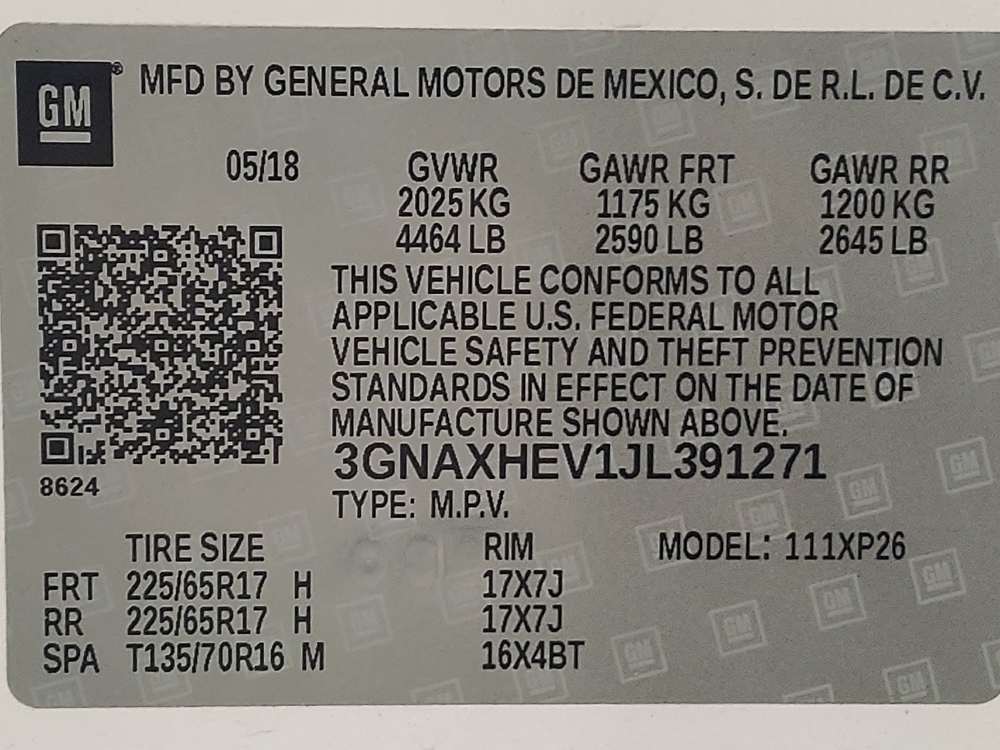 GM® MFD BY GENERAL MOTORS DE MEXICO, S. DE R.L. DE C.V.
05/18 GVWR GAWR FRT GAWR RR
2025 KG 1175 KG 1200 KG
4464 LB 2590 LB 2645 LB
THIS VEHICLE CONFORMS TO ALL
APPLICABLE U.S. FEDERAL MOTOR
VEHICLE SAFETY AND THEFT PREVENTION
STANDARDS IN EFFECT ON THE DATE OF
MANUFACTURE SHOWN ABOVE.
3GNAXHEV1JL391271
8624
TYPE: M.P.V.
TIRE SIZE RIM MODEL: 111XP26
FRT 225/65R17 H 17X7J
RR 225/65R17 H 17X7J
SPA T135/70R16 M 16X4BT